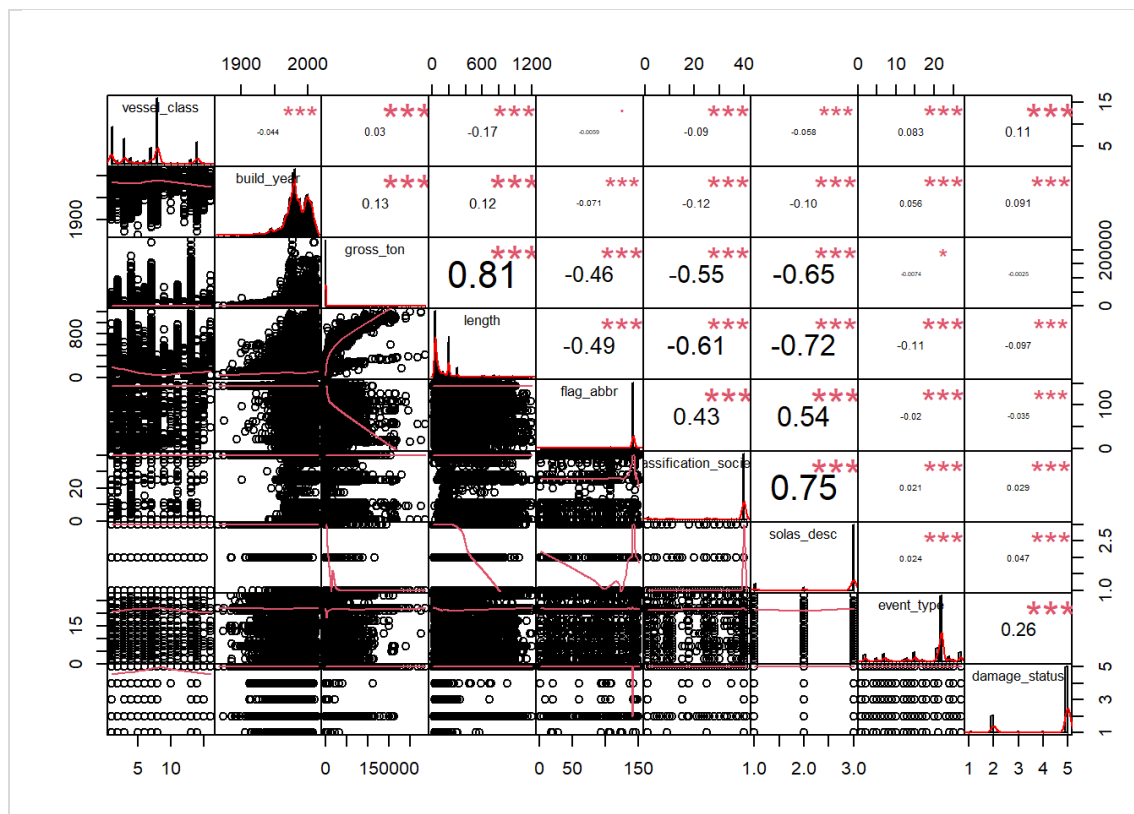 1900 2000 0 400 800 1200 0 10 20 30 40 0 10 20
vessel_class *** -0.044 *** 0.03 *** -0.17 . -0.0059 *** -0.09 *** -0.058 *** 0.083 *** 0.11 5 15
1900 build_year *** 0.13 *** 0.12 *** -0.071 *** -0.12 *** -0.10 *** 0.056 *** 0.091
gross_ton *** 0.81 *** -0.46 *** -0.55 *** -0.65 * -0.0074 -0.0025 0 200000
0 800 length *** -0.49 *** -0.61 *** -0.72 *** -0.11 *** -0.097
flag_abbr *** 0.43 *** 0.54 *** -0.02 *** -0.035 0 100
0 20 assification_socie *** 0.75 *** 0.021 *** 0.029
solas_desc *** 0.024 *** 0.047 1.0 2.5
0 15 event_type *** 0.26
damage_status 1 3 5
5 10 0 150000 0 50 150 1.0 2.0 3.0 1 2 3 4 5